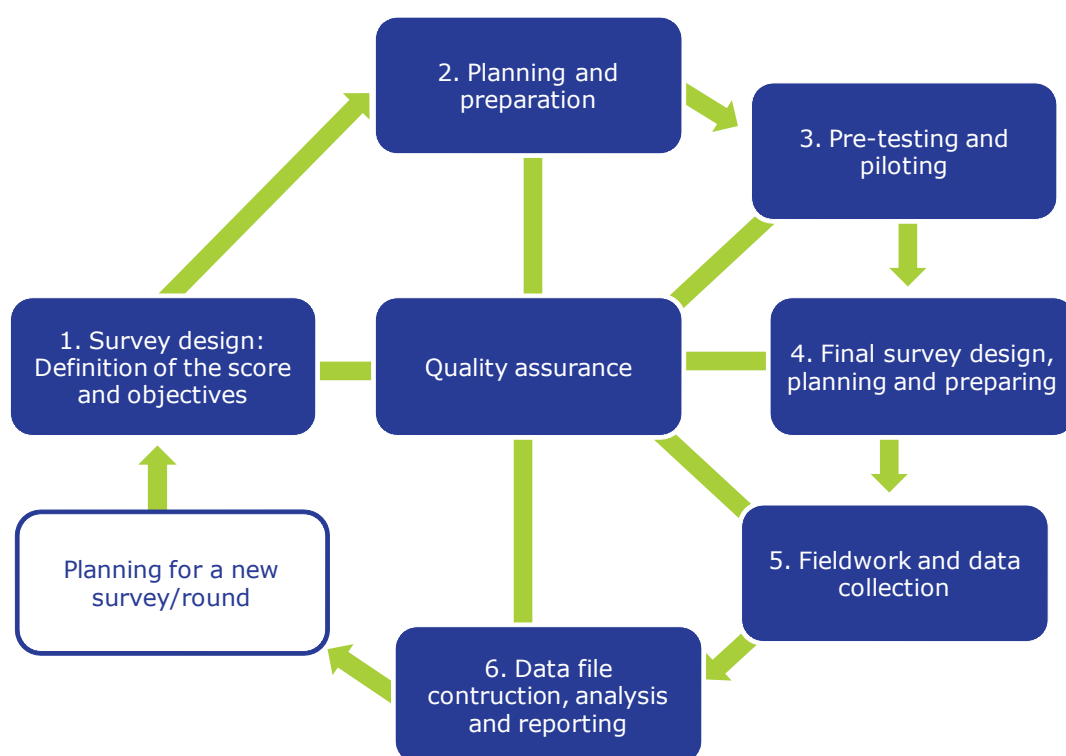 2. Planning and
preparation
3. Pre-testing and
piloting
1. Survey design:
Definition of the score
and objectives
Quality assurance
4. Final survey design,
planning and preparing
Planning for a new
survey/round
5. Fieldwork and data
collection
6. Data file
contruction, analysis
and reporting